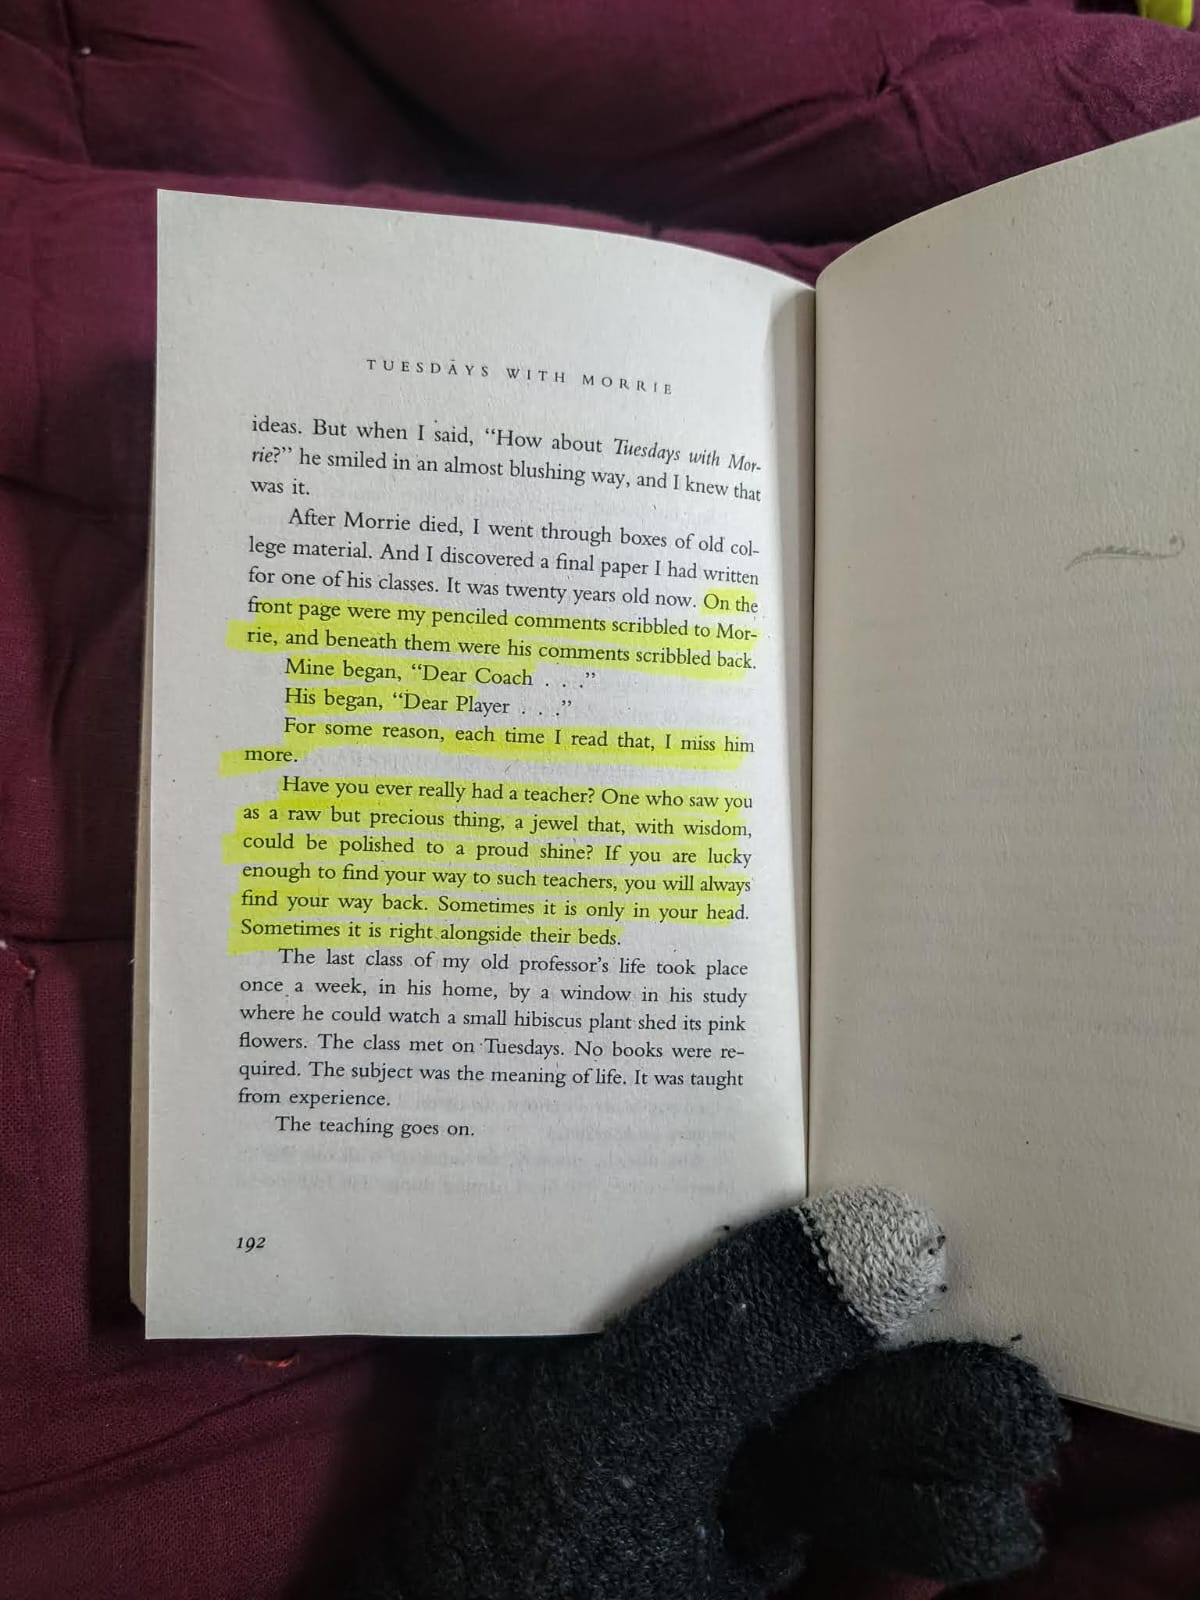 TUESDAYS WITH MORRIE
ideas. But when I said, “How about Tuesdays with Mor-
rie?” he smiled in an almost blushing way, and I knew that
was it.
After Morrie died, I went through boxes of old col-
lege material. And I discovered a final paper I had written
for one of his classes. It was twenty years old now. On the
front page were my penciled comments scribbled to Mor-
rie, and beneath them were his comments scribbled back.
Mine began, “Dear Coach . . .”
His began, “Dear Player . . .”
For some reason, each time I read that, I miss him
more.
Have you ever really had a teacher? One who saw you
as a raw but precious thing, a jewel that, with wisdom,
could be polished to a proud shine? If you are lucky
enough to find your way to such teachers, you will always
find your way back. Sometimes it is only in your head.
Sometimes it is right alongside their beds.
The last class of my old professor’s life took place
once a week, in his home, by a window in his study
where he could watch a small hibiscus plant shed its pink
flowers. The class met on Tuesdays. No books were re-
quired. The subject was the meaning of life. It was taught
from experience.
The teaching goes on.
192